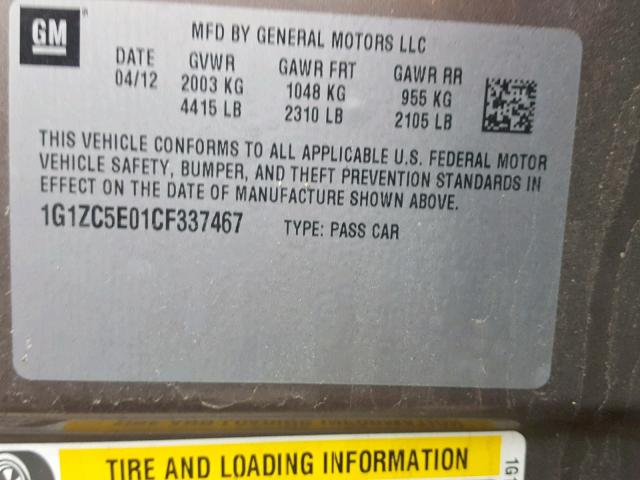 GM
MFD BY GENERAL MOTORS LLC
DATE GVWR GAWR FRT GAWR RR
04/12 2003 KG 1048 KG 955 KG
4415 LB 2310 LB 2105 LB
THIS VEHICLE CONFORMS TO ALL APPLICABLE U.S. FEDERAL MOTOR
VEHICLE SAFETY, BUMPER, AND THEFT PREVENTION STANDARDS IN
EFFECT ON THE DATE OF MANUFACTURE SHOWN ABOVE.
1G1ZC5E01CF337467 TYPE: PASS CAR
TIRE AND LOADING INFORMATION
1G1